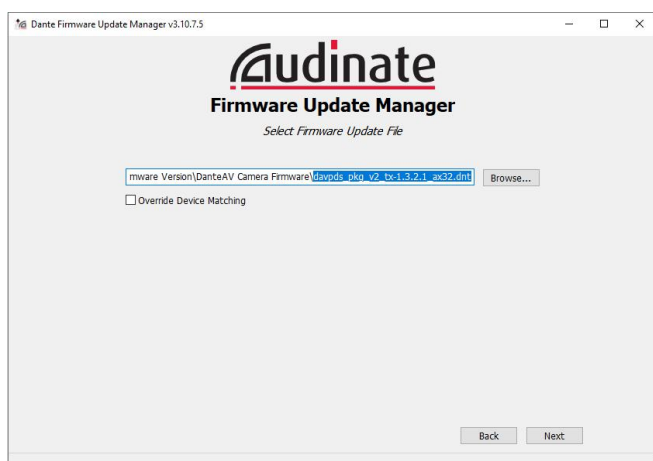 Dante Firmware Update Manager v3.10.7.5
Audinate
Firmware Update Manager
Select Firmware Update File
mware Version\DanteAV Camera Firmware\davpds_pkg_v2_tx-1.3.2.1_ax32.dnt
Browse...
Override Device Matching
Back
Next